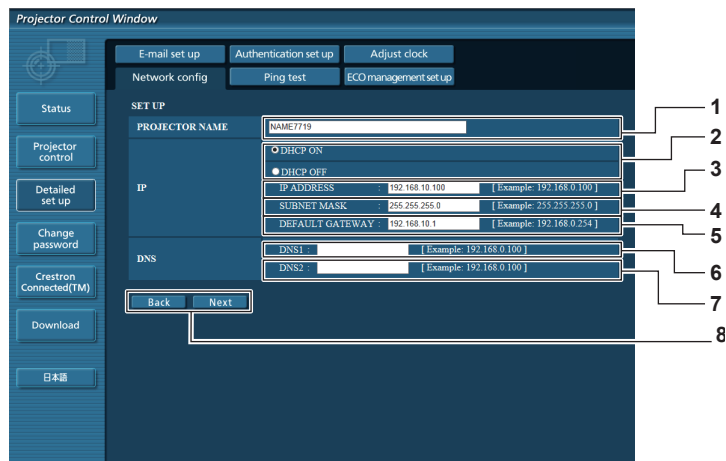 Projector Control Window
E-mail set up
Authentication set up
Adjust clock
Network config
Ping test
ECO management set up
Status
Projector
control
Detailed
set up
Change
password
Crestron
Connected(TM)
Download
日本語
SET UP
PROJECTOR NAME
NAME7719
IP
DHCP ON
DHCP OFF
IP ADDRESS : 192.168.10.100 [ Example: 192.168.0.100 ]
SUBNET MASK : 255.255.255.0 [ Example: 255.255.255.0 ]
DEFAULT GATEWAY : 192.168.10.1 [ Example: 192.168.0.254 ]
DNS
DNS1 : [ Example: 192.168.0.100 ]
DNS2 : [ Example: 192.168.0.100 ]
Back Next
1
2
3
4
5
6
7
8